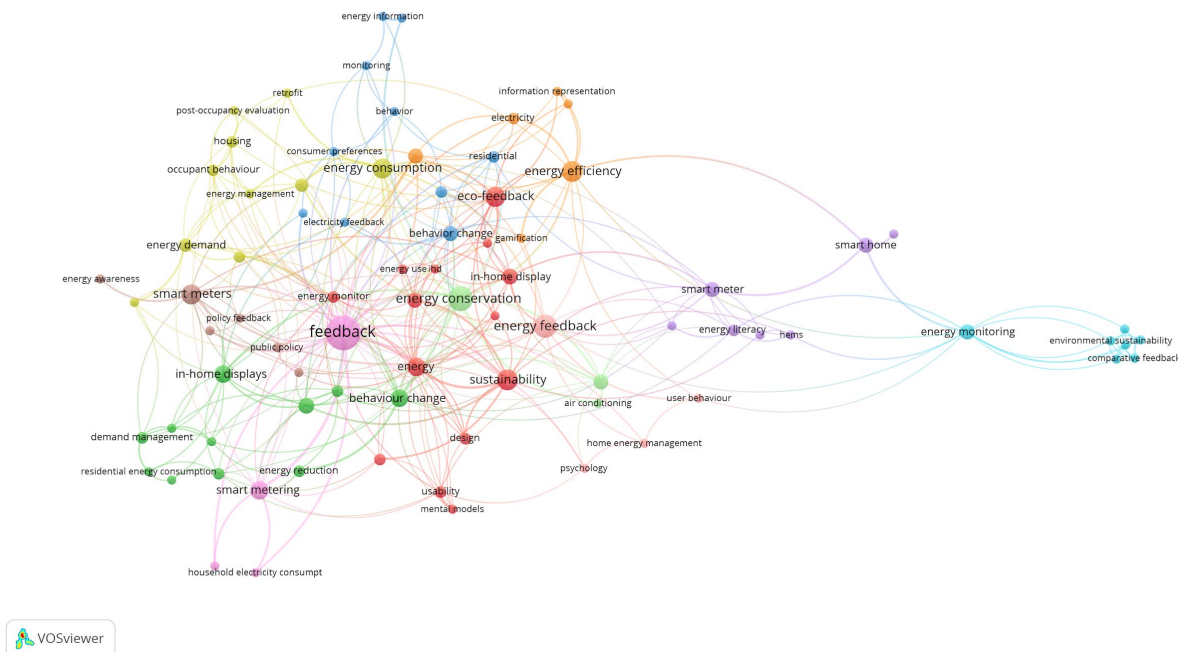 energy information
monitoring
retrofit
information representation
post-occupancy evaluation
behavior
electricity
housing
consumer preferences
residential
occupant behaviour
energy consumption
energy efficiency
energy management
eco-feedback
electricity feedback
behavior change
gamification
energy demand
smart home
energy use
ihd
in-home display
energy awareness
smart meters
energy monitor
energy conservation
smart meter
policy feedback
feedback
energy feedback
energy literacy
hems
energy monitoring
environmental sustainability
public policy
comparative feedback
energy
in-home displays
sustainability
behaviour change
air conditioning
user behaviour
demand management
design
home energy management
residential energy consumption
energy reduction
psychology
smart metering
usability
mental models
household electricity consumpt
VOSviewer